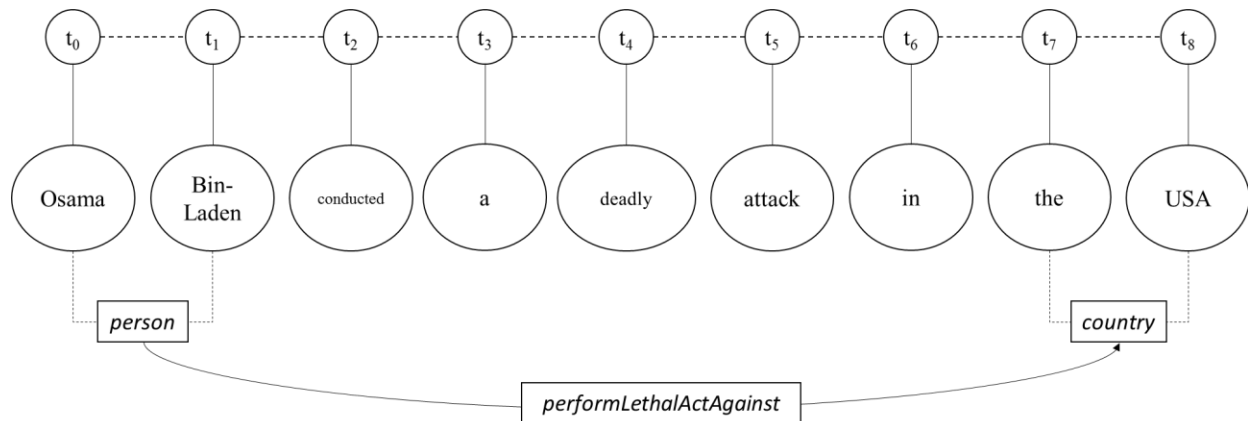 t₀ t₁ t₂ t₃ t₄ t₅ t₆ t₇ t₈
Osama Bin-Laden conducted a deadly attack in the USA
person country
performLethalActAgainst